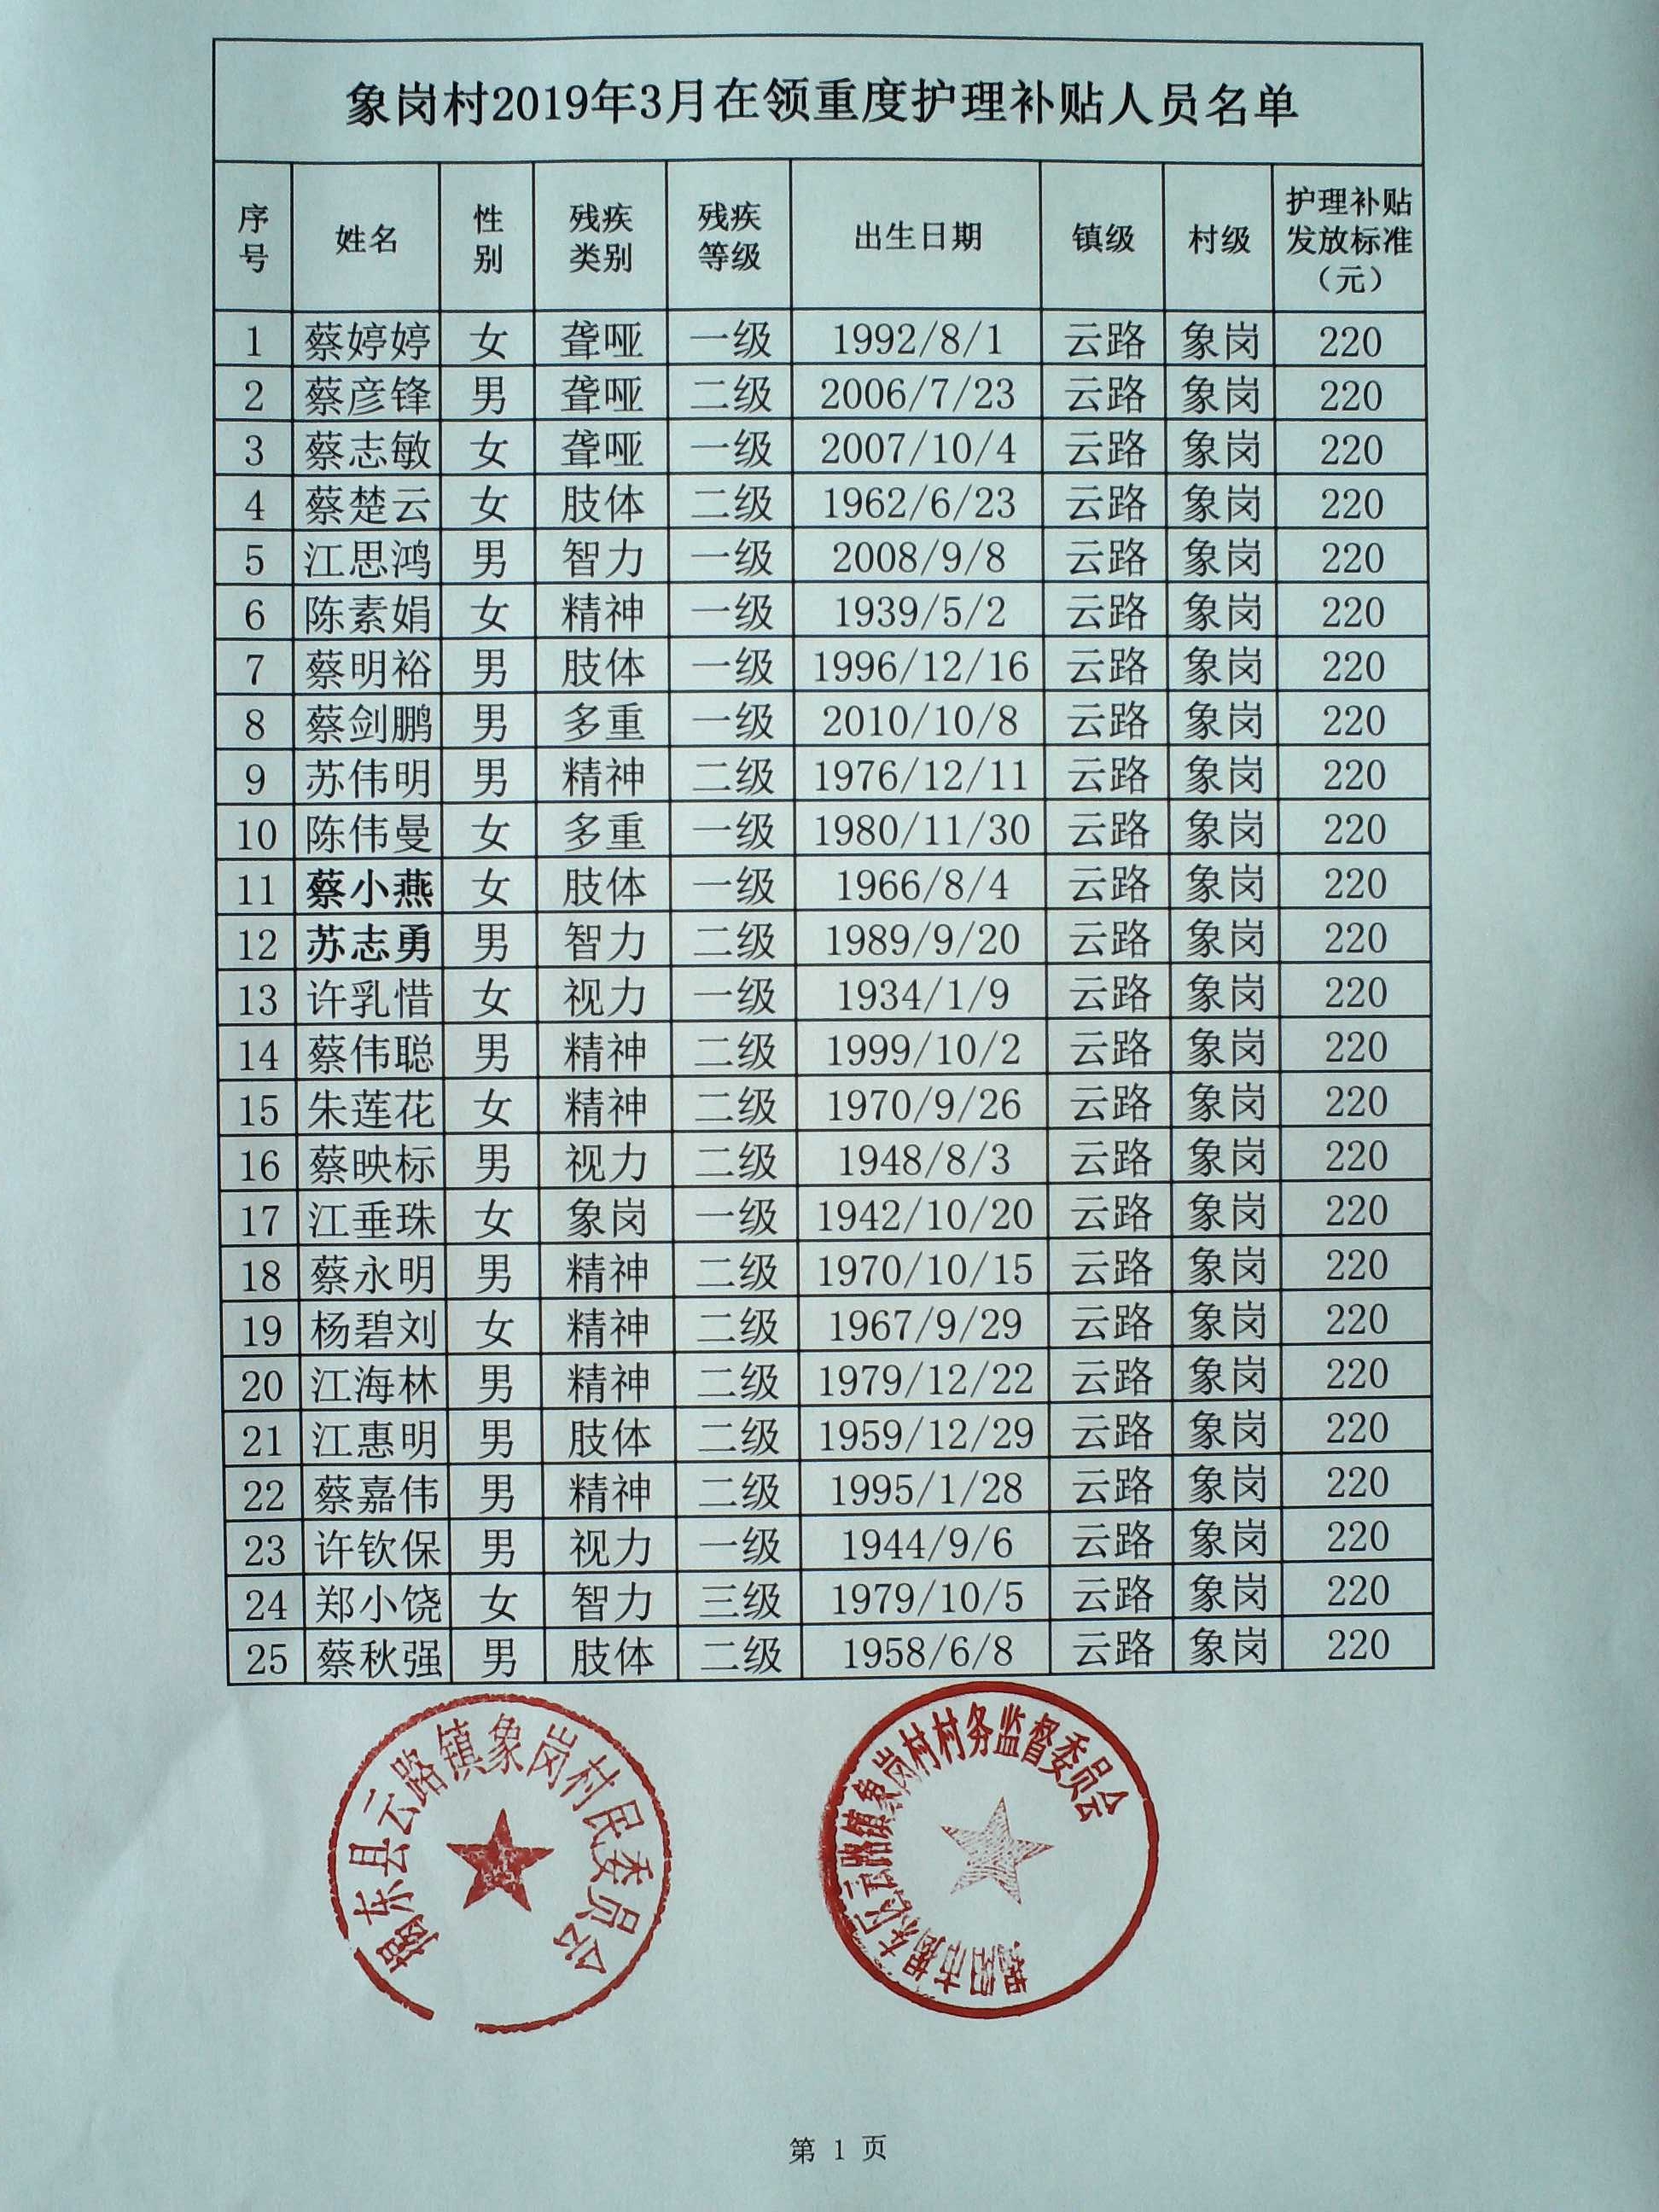 象岗村2019年3月在领重度护理补贴人员名单
序号 姓名 性别 残疾类别 残疾等级 出生日期 镇级 村级 护理补贴发放标准（元）
1 蔡婷婷 女 聋哑 一级 1992/8/1 云路 象岗 220
2 蔡彦锋 男 聋哑 二级 2006/7/23 云路 象岗 220
3 蔡志敏 女 聋哑 一级 2007/10/4 云路 象岗 220
4 蔡楚云 女 肢体 二级 1962/6/23 云路 象岗 220
5 江思鸿 男 智力 一级 2008/9/8 云路 象岗 220
6 陈素娟 女 精神 一级 1939/5/2 云路 象岗 220
7 蔡明裕 男 肢体 一级 1996/12/16 云路 象岗 220
8 蔡剑鹏 男 多重 一级 2010/10/8 云路 象岗 220
9 苏伟明 男 精神 二级 1976/12/11 云路 象岗 220
10 陈伟曼 女 多重 一级 1980/11/30 云路 象岗 220
11 蔡小燕 女 肢体 一级 1966/8/4 云路 象岗 220
12 苏志勇 男 智力 二级 1989/9/20 云路 象岗 220
13 许乳惜 女 视力 一级 1934/1/9 云路 象岗 220
14 蔡伟聪 男 精神 二级 1999/10/2 云路 象岗 220
15 朱莲花 女 精神 二级 1970/9/26 云路 象岗 220
16 蔡映标 男 视力 二级 1948/8/3 云路 象岗 220
17 江垂珠 女 象岗 一级 1942/10/20 云路 象岗 220
18 蔡永明 男 精神 二级 1970/10/15 云路 象岗 220
19 杨碧刘 女 精神 二级 1967/9/29 云路 象岗 220
20 江海林 男 精神 二级 1979/12/22 云路 象岗 220
21 江惠明 男 肢体 二级 1959/12/29 云路 象岗 220
22 蔡嘉伟 男 精神 二级 1995/1/28 云路 象岗 220
23 许钦保 男 视力 一级 1944/9/6 云路 象岗 220
24 郑小饶 女 智力 三级 1979/10/5 云路 象岗 220
25 蔡秋强 男 肢体 二级 1958/6/8 云路 象岗 220
揭东县云路镇象岗村民委员会
揭阳市揭东区云路镇象岗村村务监督委员会
第 1 页